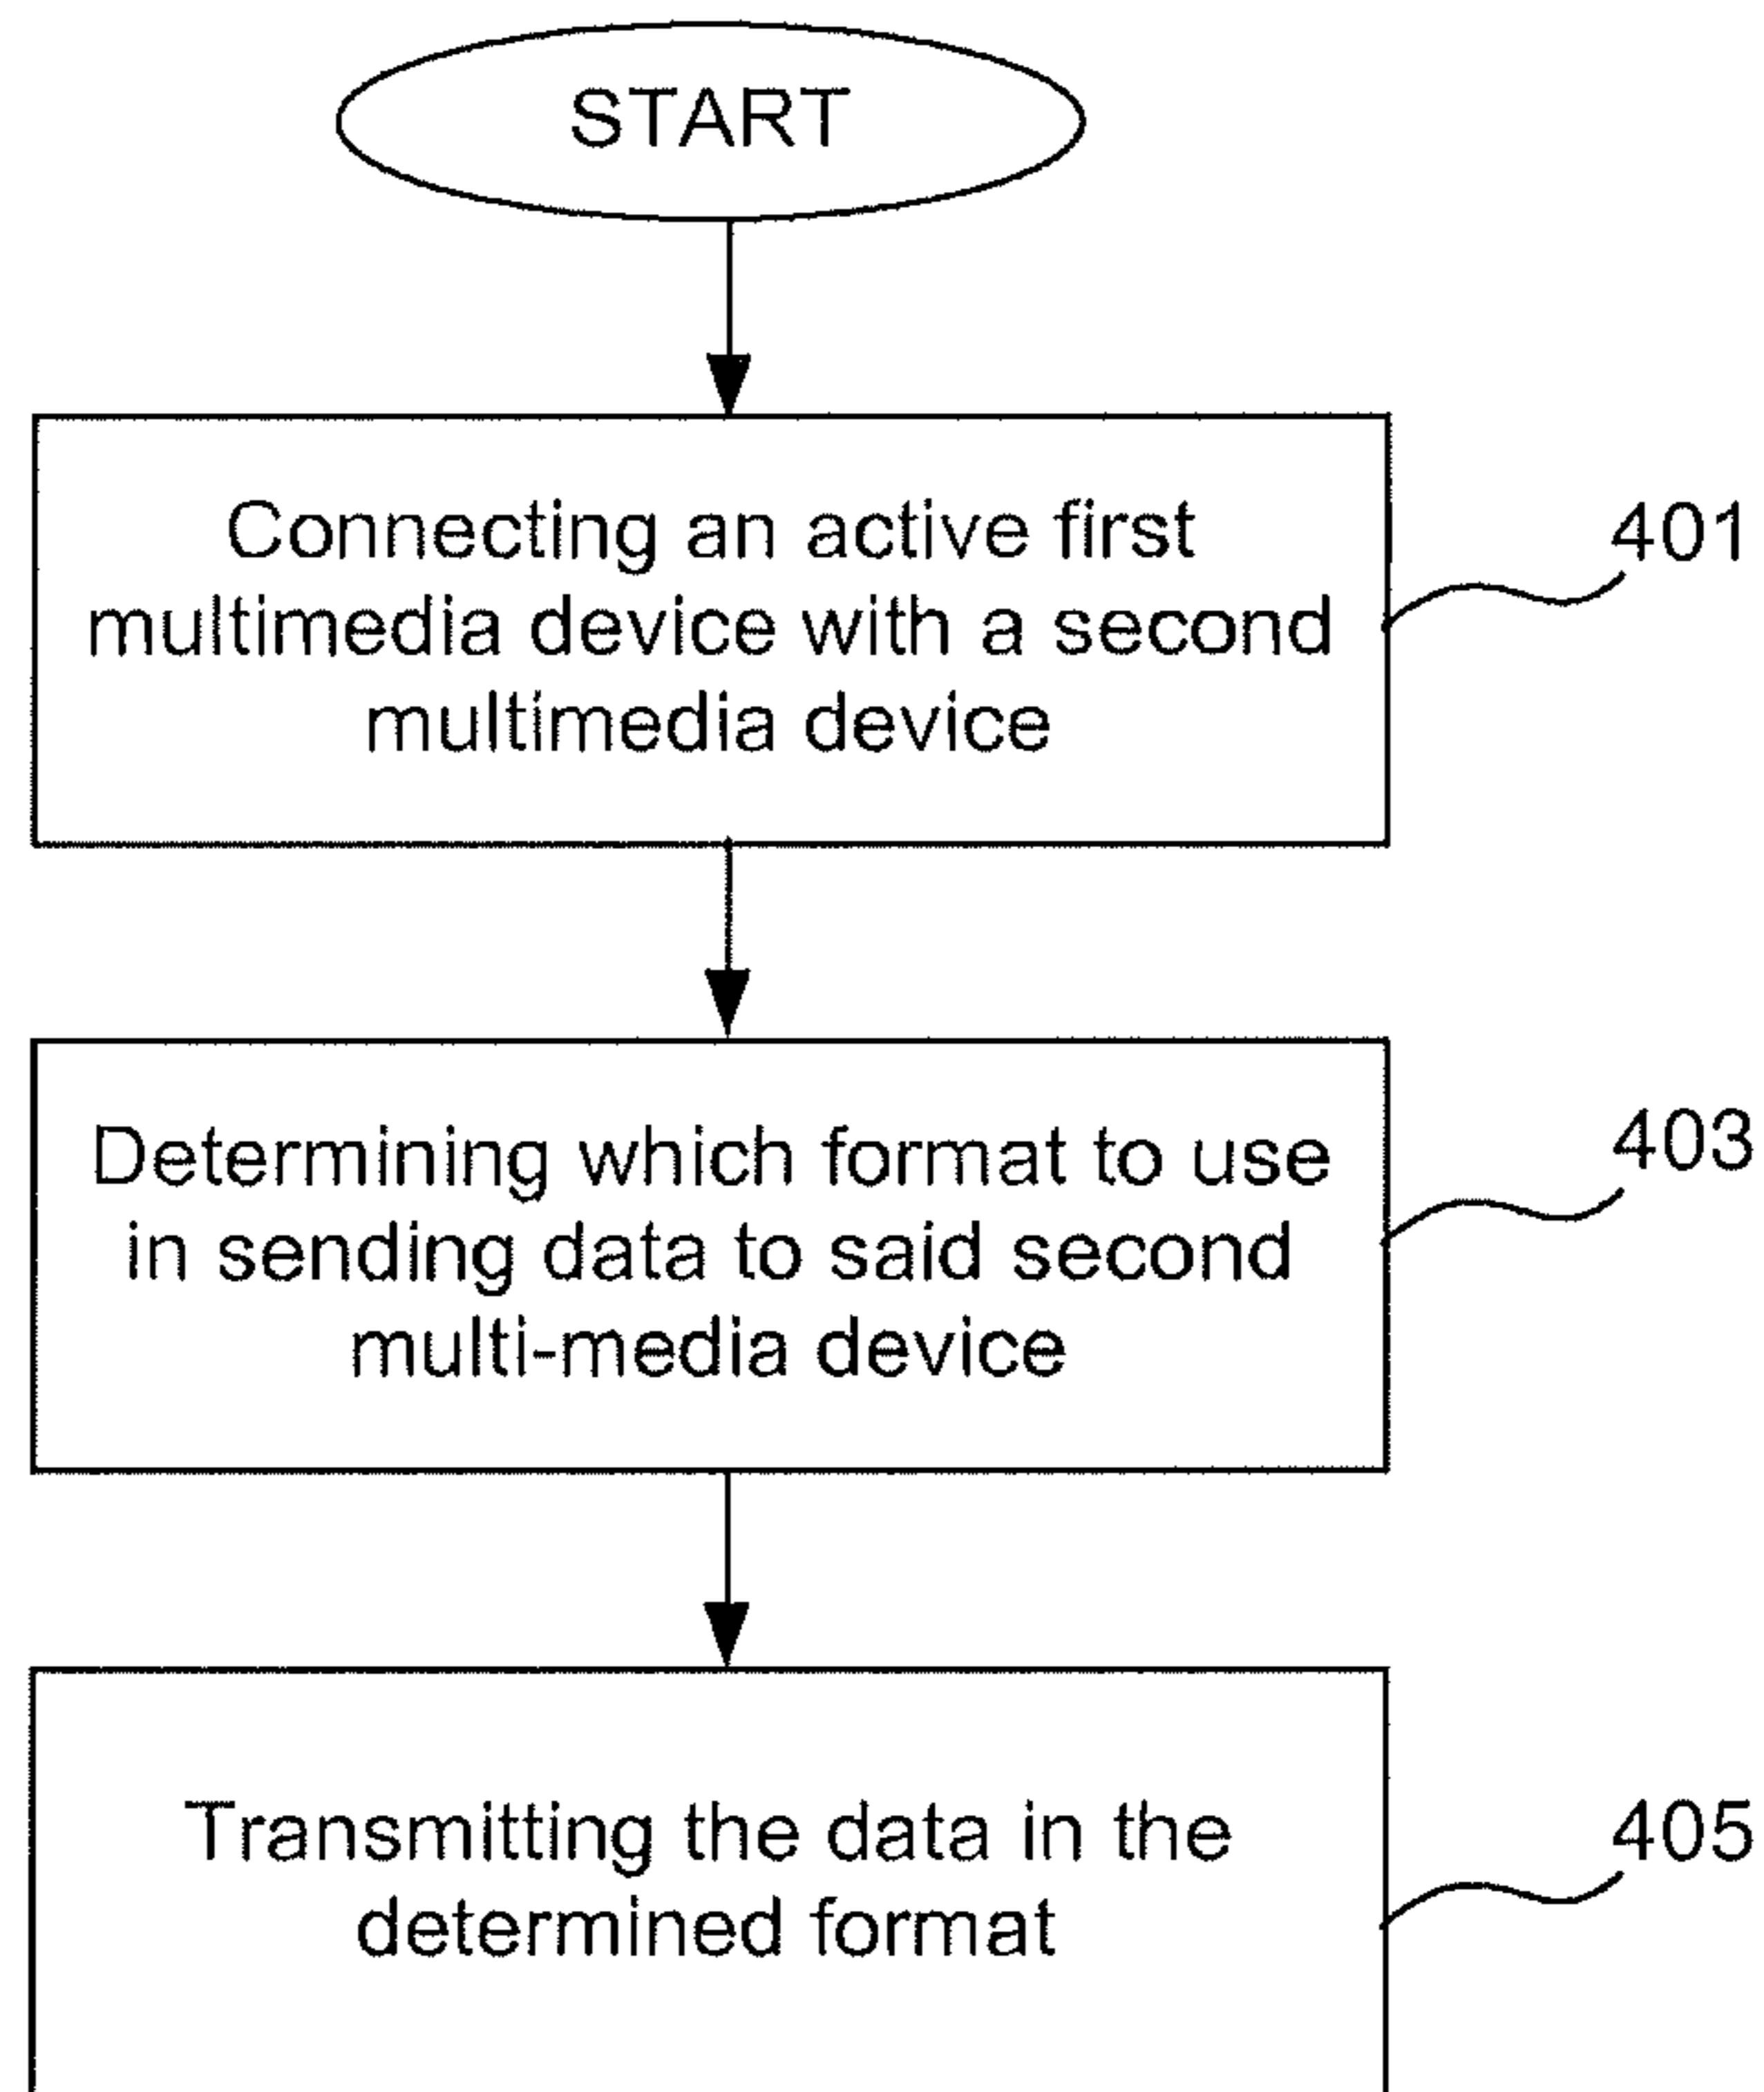 START
Connecting an active first
multimedia device with a second
multimedia device
401
Determining which format to use
in sending data to said second
multi-media device
403
Transmitting the data in the
determined format
405